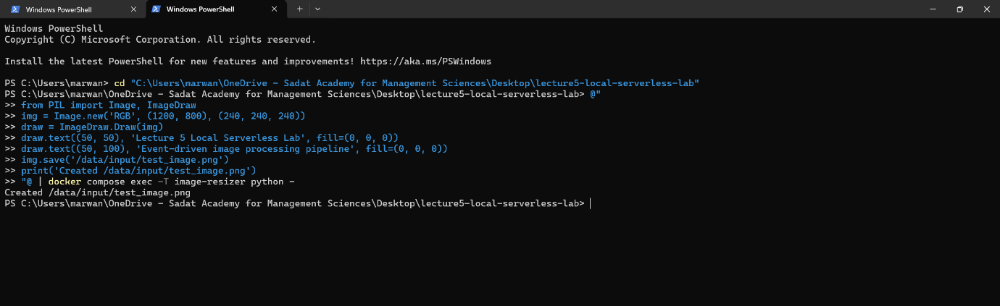 Windows PowerShell
Windows PowerShell
Windows PowerShell
Copyright (C) Microsoft Corporation. All rights reserved.
Install the latest PowerShell for new features and improvements! https://aka.ms/PSWindows
PS C:\Users\marwan> cd "C:\Users\marwan\OneDrive - Sadat Academy for Management Sciences\Desktop\lecture5-local-serverless-lab"
PS C:\Users\marwan\OneDrive - Sadat Academy for Management Sciences\Desktop\lecture5-local-serverless-lab> @"
>> from PIL import Image, ImageDraw
>> img = Image.new('RGB', (1200, 800), (240, 240, 240))
>> draw = ImageDraw.Draw(img)
>> draw.text((50, 50), 'Lecture 5 Local Serverless Lab', fill=(0, 0, 0))
>> draw.text((50, 100), 'Event-driven image processing pipeline', fill=(0, 0, 0))
>> img.save('/data/input/test_image.png')
>> print('Created /data/input/test_image.png')
>> "@ | docker compose exec -T image-resizer python -
Created /data/input/test_image.png
PS C:\Users\marwan\OneDrive - Sadat Academy for Management Sciences\Desktop\lecture5-local-serverless-lab>